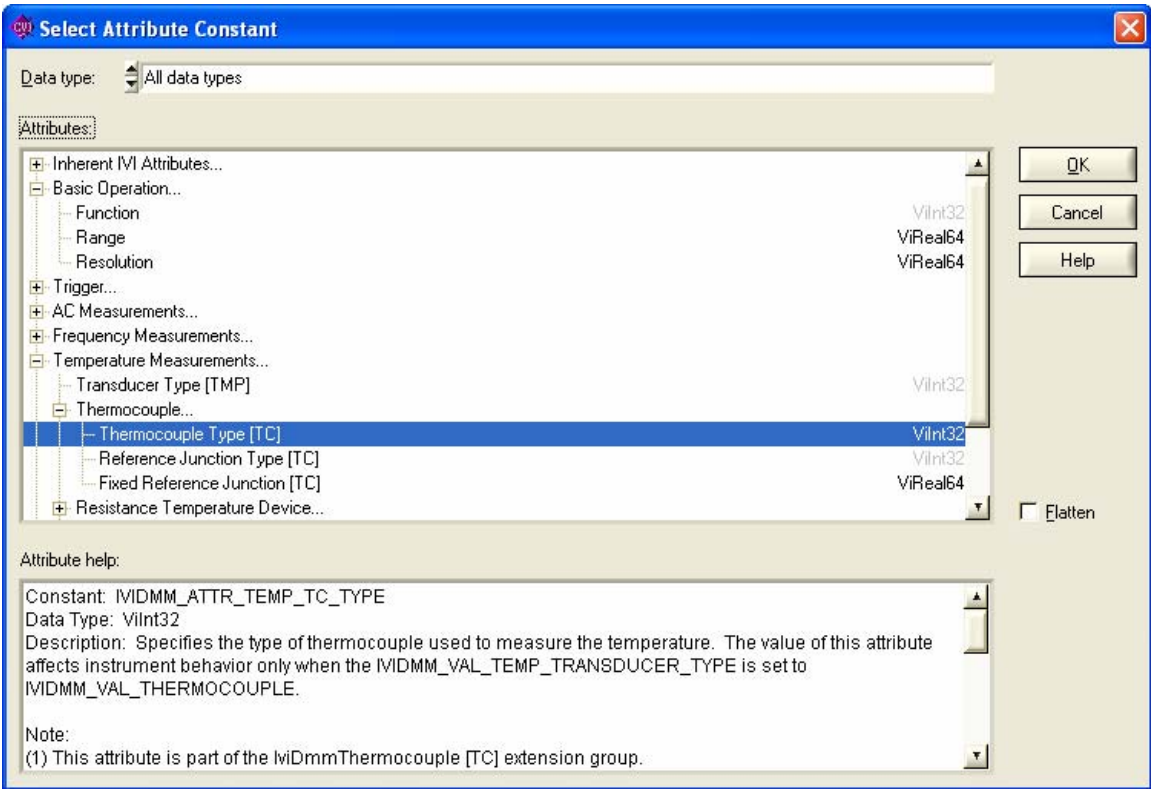 CVI Select Attribute Constant
Data type: All data types
Attributes:
Inherent IVI Attributes...
Basic Operation...
Function ViInt32
Range ViReal64
Resolution ViReal64
Trigger...
AC Measurements...
Frequency Measurements...
Temperature Measurements...
Transducer Type [TMP] ViInt32
Thermocouple...
Thermocouple Type [TC] ViInt32
Reference Junction Type [TC] ViInt32
Fixed Reference Junction [TC] ViReal64
Resistance Temperature Device...
OK
Cancel
Help
Flatten
Attribute help:
Constant: IVIDMM_ATTR_TEMP_TC_TYPE
Data Type: ViInt32
Description: Specifies the type of thermocouple used to measure the temperature. The value of this attribute
affects instrument behavior only when the IVIDMM_VAL_TEMP_TRANSDUCER_TYPE is set to
IVIDMM_VAL_THERMOCOUPLE.
Note:
(1) This attribute is part of the IviDmmThermocouple [TC] extension group.